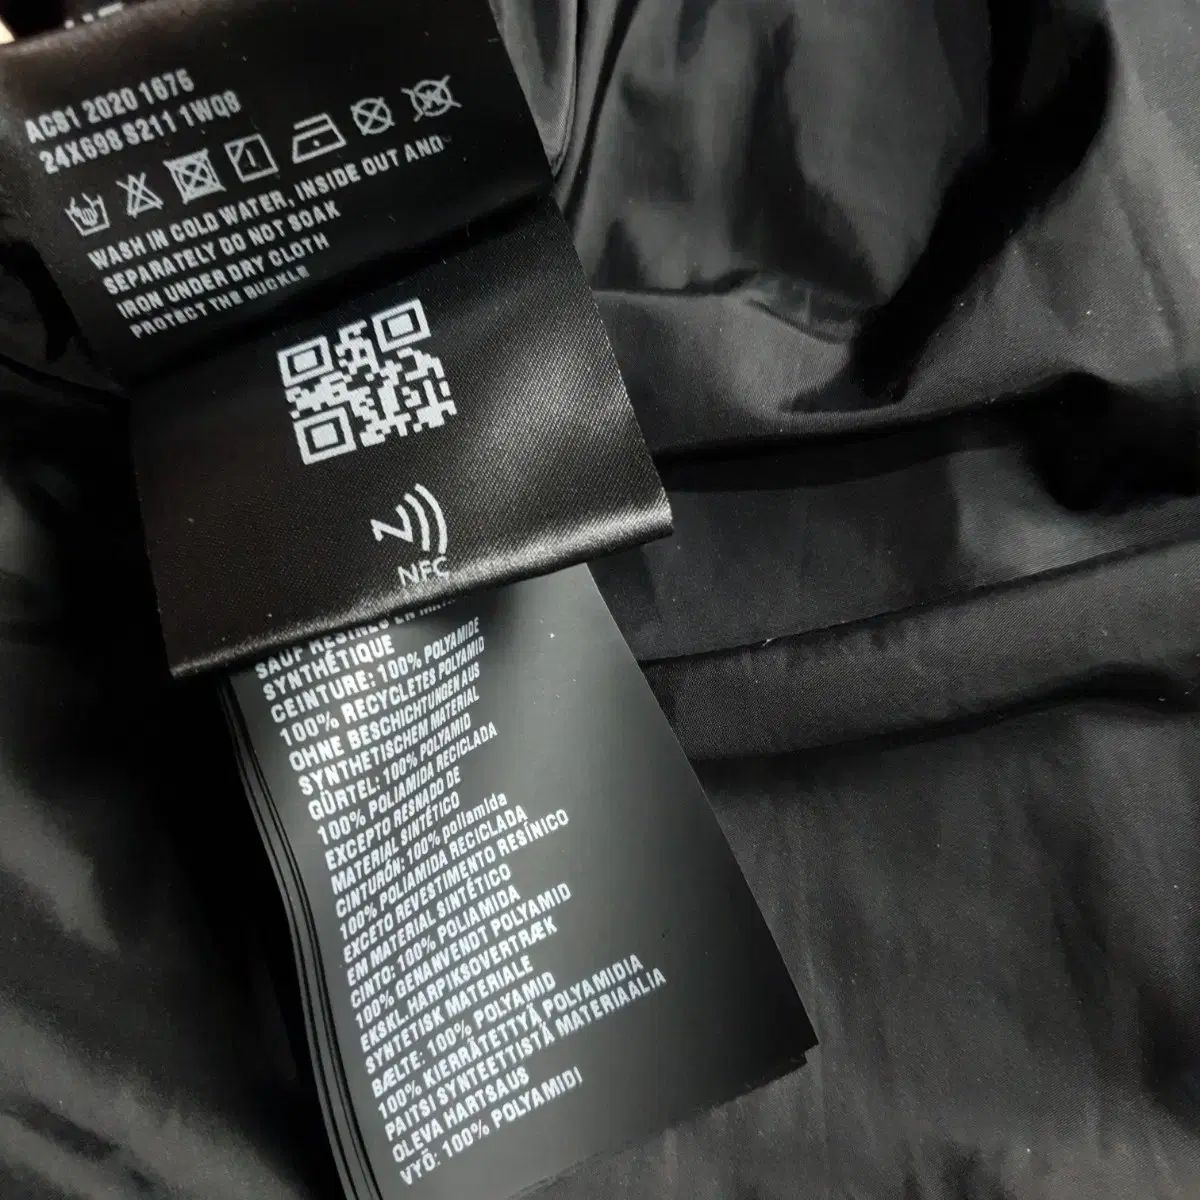 AC81 2020 1676
24X698 S211 1WQ8
WASH IN COLD WATER, INSIDE OUT AND
SEPARATELY DO NOT SOAK
IRON UNDER DRY CLOTH
PROTECT THE BUCKLE
NFC
SAUF RESINES EN
SYNTHÉTIQUE
CEINTURE: 100% POLYAMIDE
100% RECYCLETES POLYAMID
OHNE BESCHICHTUNGEN AUS
SYNTHETISCHEM MATERIAL
GÜRTEL: 100% POLYAMID
100% POLIAMIDA RECICLADA
EXCEPTO RESNADO DE
MATERIAL SINTÉTICO
CINTURÓN: 100% poliamida
100% POLIAMIDA RECICLADA
EXCETO REVESTIMENTO RESÍNICO
EM MATERIAL SINTÉTICO
CINTO: 100% POLIAMIDA
100% GENANVENDT POLYAMID
EKSKL. HARPIKSOVERTRÆK
SYNTETISK MATERIALE
BÆLTE: 100% POLYAMID
100% KIERRÄTETTYÄ POLYAMIDIA
PAITSI SYNTEETTISTÄ MATERIAALIA
OLEVA HARTSAUS
VYÖ: 100% POLYAMIDI